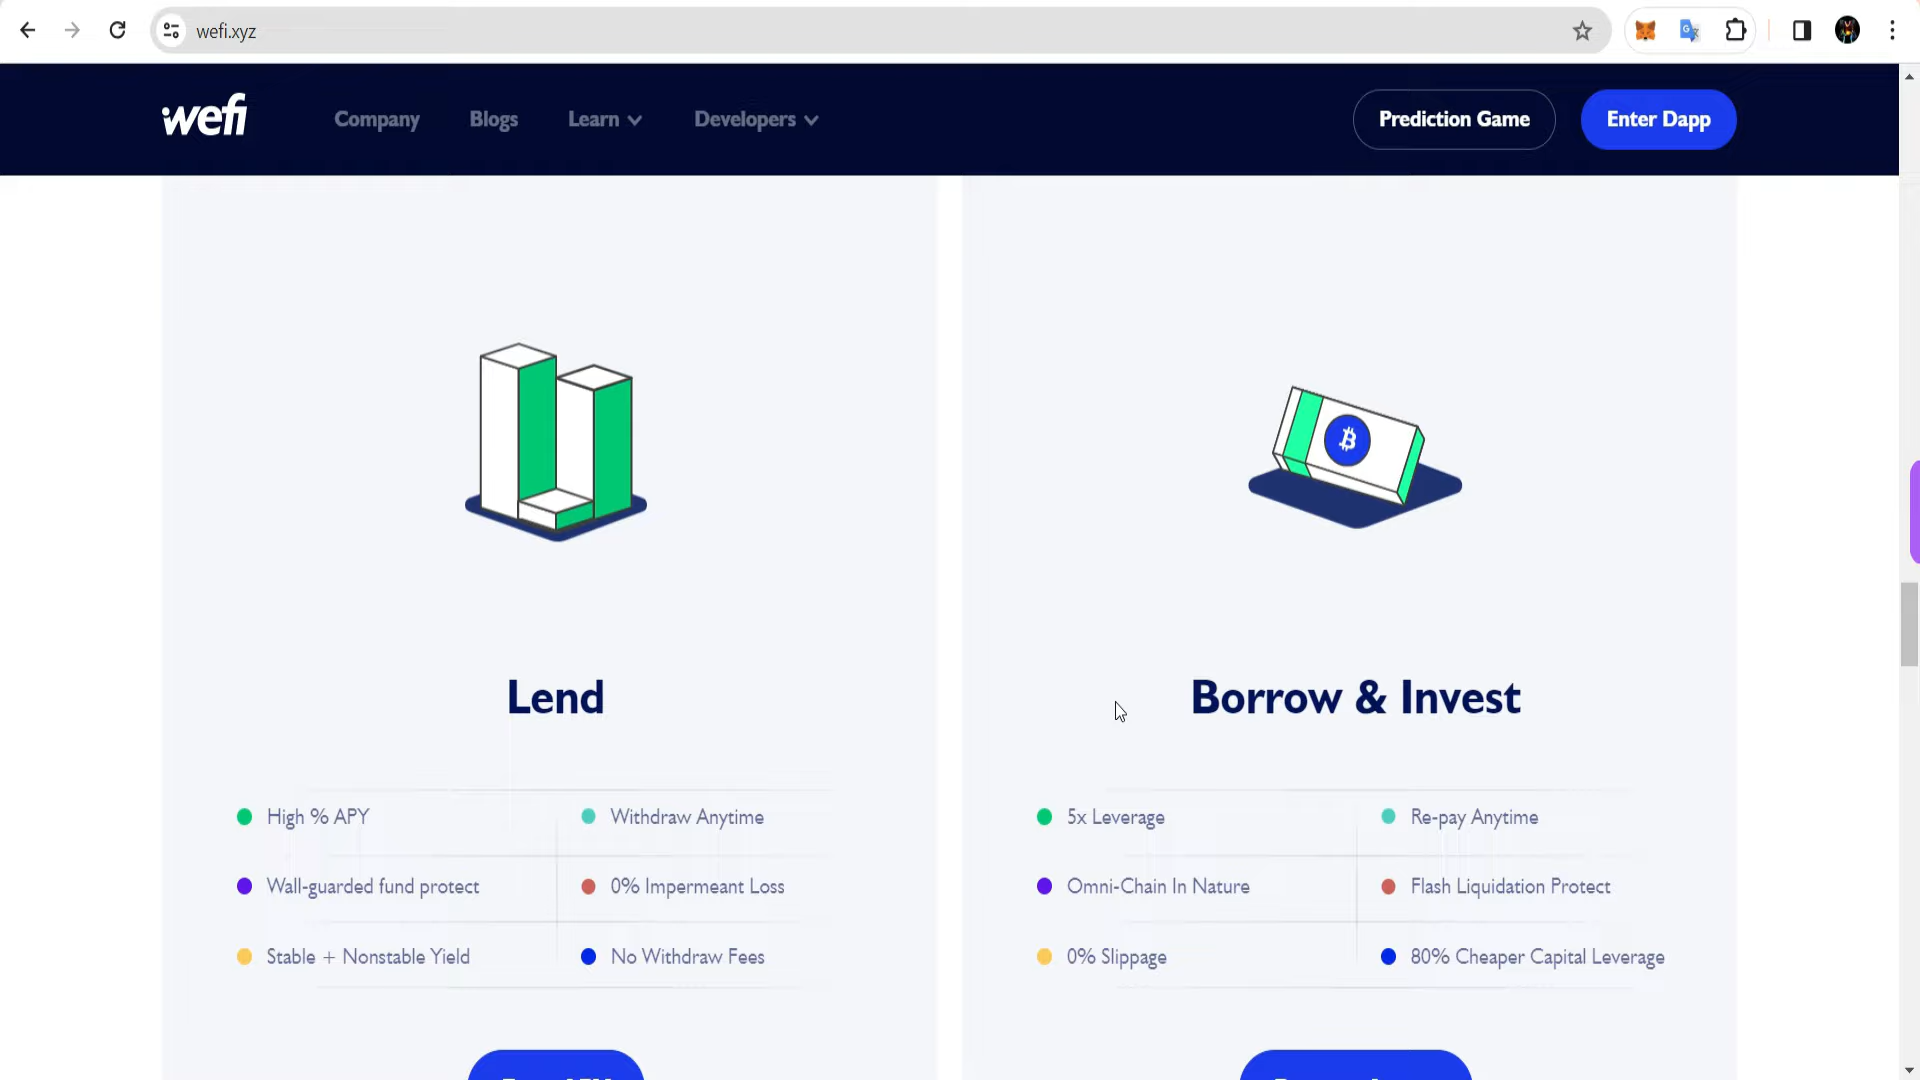 wefi.xyz
wefi
Company
Blogs
Learn
Developers
Prediction Game
Enter Dapp
Lend
High % APY
Withdraw Anytime
Wall-guarded fund protect
0% Impermeant Loss
Stable + Nonstable Yield
No Withdraw Fees
Borrow & Invest
5x Leverage
Re-pay Anytime
Omni-Chain In Nature
Flash Liquidation Protect
0% Slippage
80% Cheaper Capital Leverage